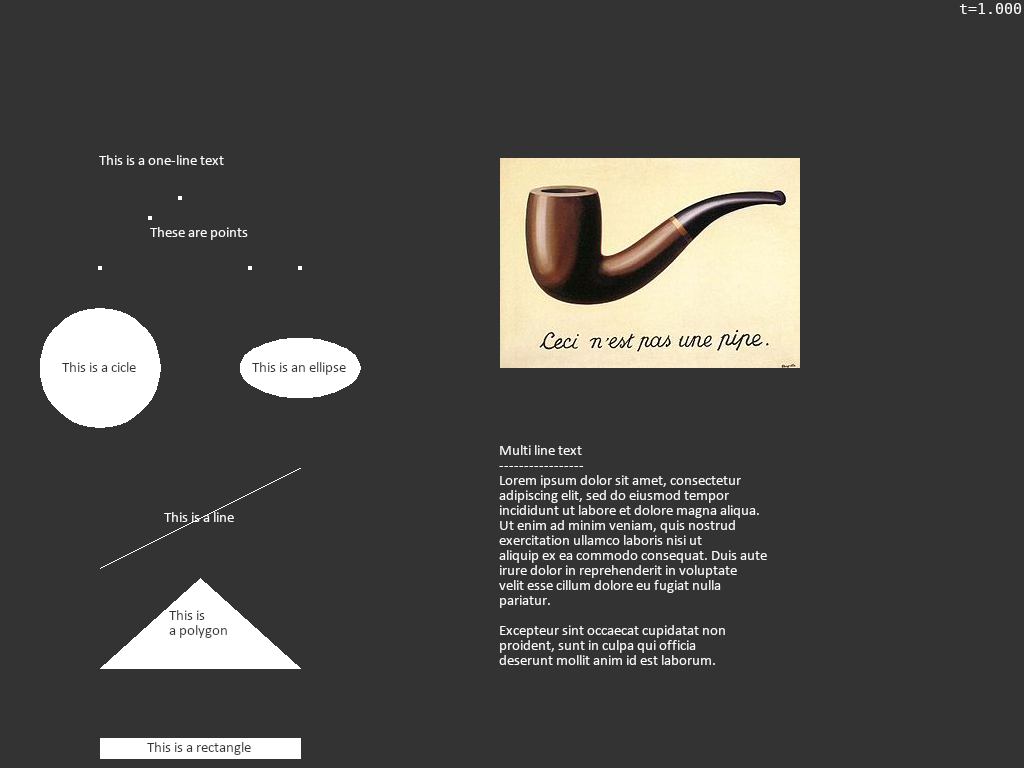 t=1.000
This is a one-line text
These are points
This is a cicle
This is an ellipse
This is a line
This is
a polygon
This is a rectangle
Ceci n'est pas une pipe.
Multi line text
-----------------
Lorem ipsum dolor sit amet, consectetur
adipiscing elit, sed do eiusmod tempor
incididunt ut labore et dolore magna aliqua.
Ut enim ad minim veniam, quis nostrud
exercitation ullamco laboris nisi ut
aliquip ex ea commodo consequat. Duis aute
irure dolor in reprehenderit in voluptate
velit esse cillum dolore eu fugiat nulla
pariatur.
Excepteur sint occaecat cupidatat non
proident, sunt in culpa qui officia
deserunt mollit anim id est laborum.